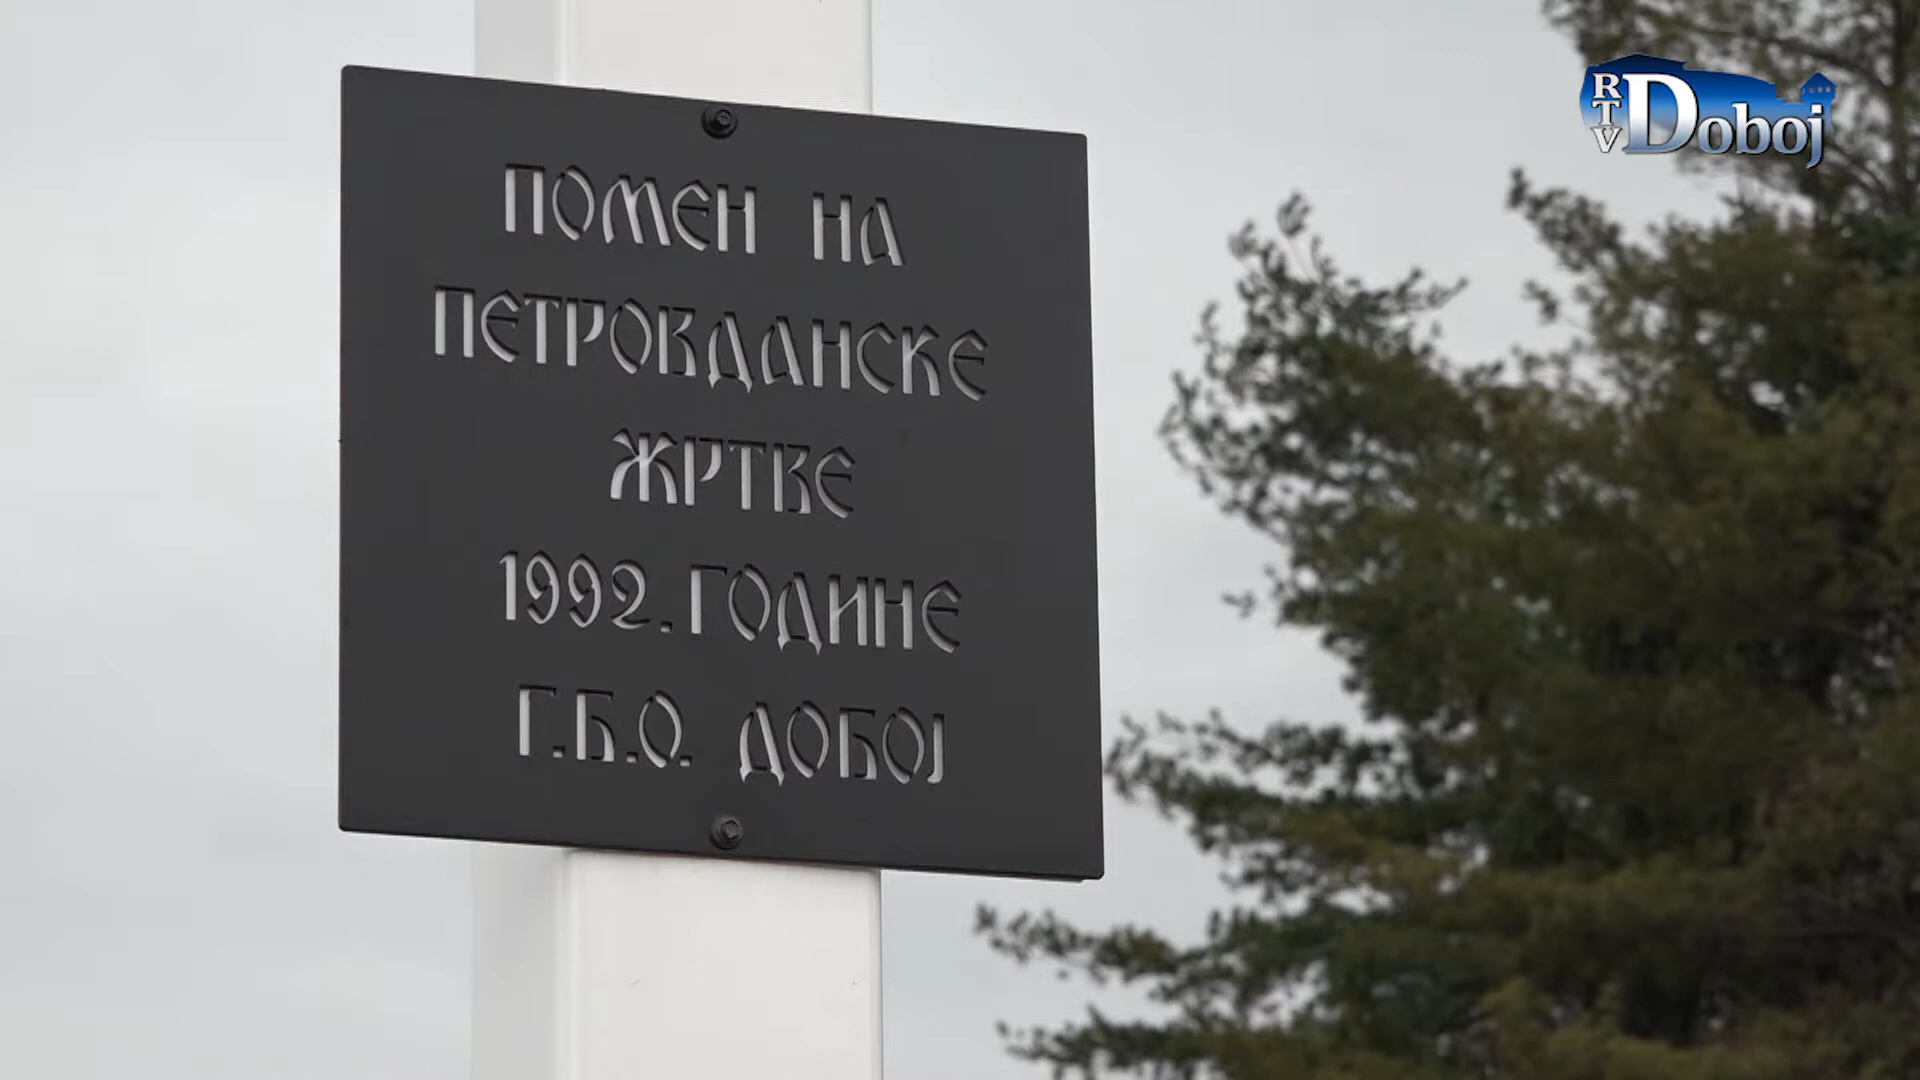 ПОМЕН НА
ПЕТРОВДАНСКЕ
ЖРТВЕ
1992. ГОДИНЕ
Г.Б.О. ДОБОЈ
RTV Doboj